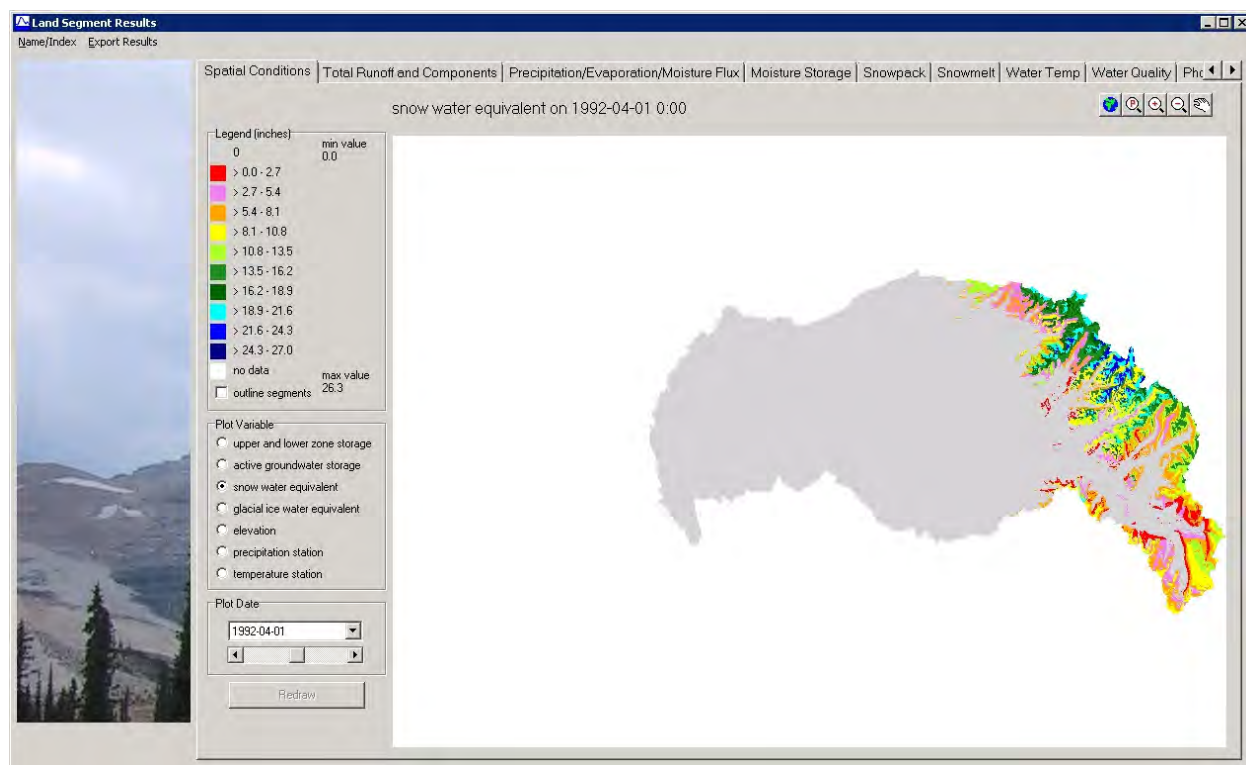 Land Segment Results
Name/Index Export Results
Spatial Conditions Total Runoff and Components Precipitation/Evaporation/Moisture Flux Moisture Storage Snowpack Snowmelt Water Temp Water Quality
snow water equivalent on 1992-04-01 0:00
Legend (inches)
0
min value
0.0
> 0.0 - 2.7
> 2.7 - 5.4
> 5.4 - 8.1
> 8.1 - 10.8
> 10.8 - 13.5
> 13.5 - 16.2
> 16.2 - 18.9
> 18.9 - 21.6
> 21.6 - 24.3
> 24.3 - 27.0
no data
max value
26.3
outline segments
Plot Variable
upper and lower zone storage
active groundwater storage
snow water equivalent
glacial ice water equivalent
elevation
precipitation station
temperature station
Plot Date
1992-04-01
Redraw